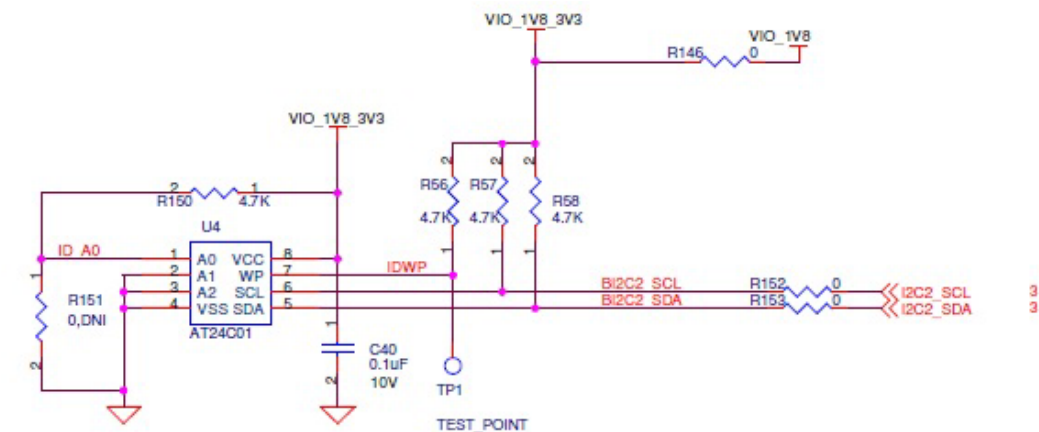 VIO_1V8_3V3
R146 0 VIO_1V8
VIO_1V8_3V3
2 R150 1 4.7K
2 R56 4.7K 1
2 R57 4.7K 1
2 R58 4.7K 1
U4
ID_A0 1 A0 VCC 8
2 A1 WP 7 IDWP
3 A2 SCL 6 BI2C2_SCL R152 0 I2C2_SCL 3
4 VSS SDA 5 BI2C2_SDA R153 0 I2C2_SDA 3
AT24C01
1 R151
0,DNI
2
1 C40
0.1uF
2 10V
TP1
TEST_POINT